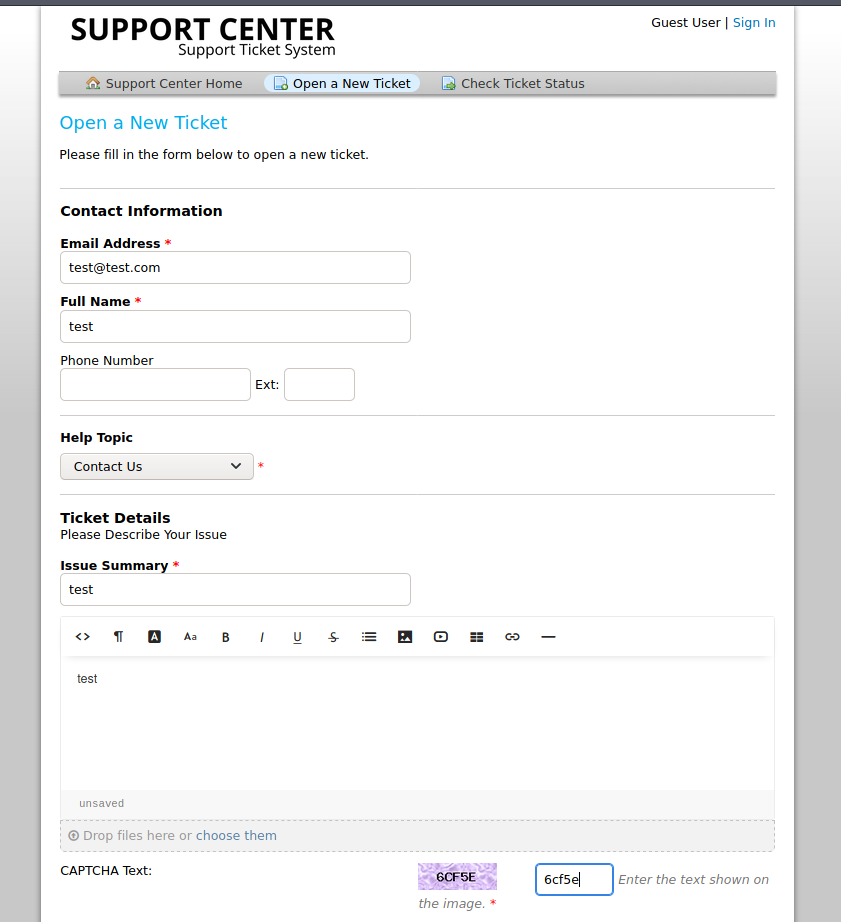 SUPPORT CENTER
Support Ticket System
Guest User | Sign In
Support Center Home Open a New Ticket Check Ticket Status
Open a New Ticket
Please fill in the form below to open a new ticket.
Contact Information
Email Address *
test@test.com
Full Name *
test
Phone Number
Ext:
Help Topic
Contact Us *
Ticket Details
Please Describe Your Issue
Issue Summary *
test
<> ¶ A Aa B I U S
test
unsaved
Drop files here or choose them
CAPTCHA Text: 6CF5E 6cf5e Enter the text shown on
the image. *